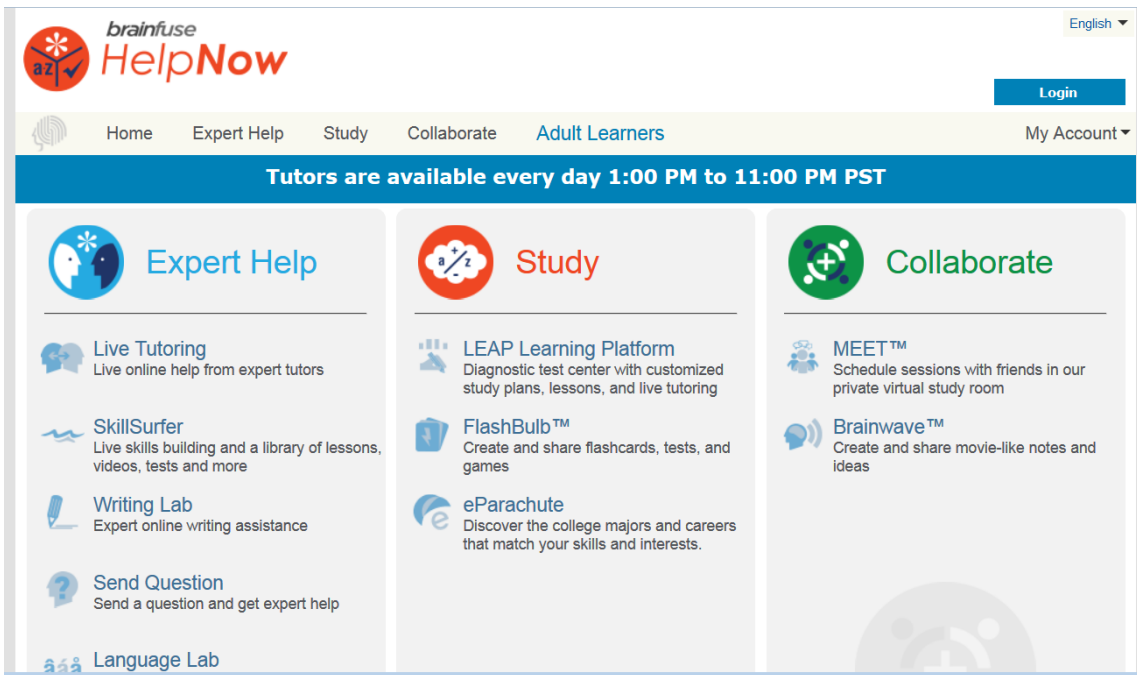 brainfuse
HelpNow
az
English
Login
Home Expert Help Study Collaborate Adult Learners My Account
Tutors are available every day 1:00 PM to 11:00 PM PST
Expert Help
Live Tutoring
Live online help from expert tutors
SkillSurfer
Live skills building and a library of lessons,
videos, tests and more
Writing Lab
Expert online writing assistance
?
Send Question
Send a question and get expert help
âáå
Language Lab
a + z -
Study
LEAP Learning Platform
Diagnostic test center with customized
study plans, lessons, and live tutoring
FlashBulb™
Create and share flashcards, tests, and
games
e
eParachute
Discover the college majors and careers
that match your skills and interests.
Collaborate
MEET™
Schedule sessions with friends in our
private virtual study room
Brainwave™
Create and share movie-like notes and
ideas